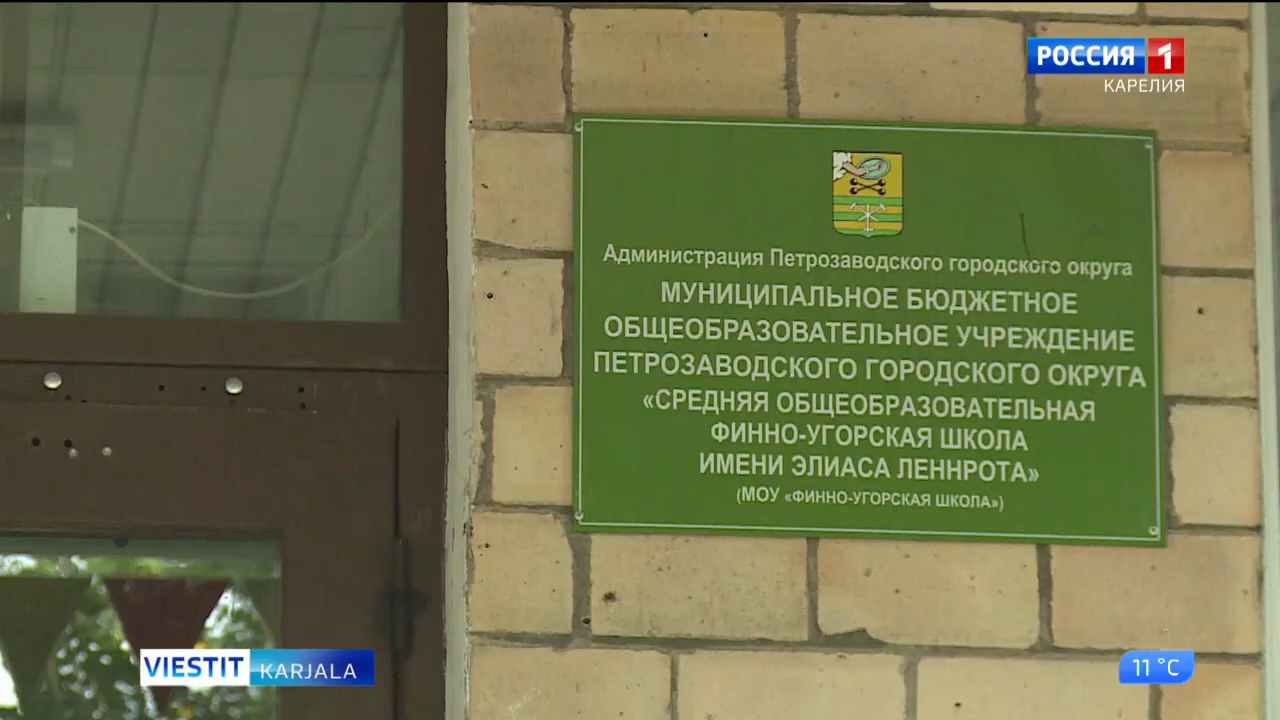 РОССИЯ 1
КАРЕЛИЯ
Администрация Петрозаводского городского округа
МУНИЦИПАЛЬНОЕ БЮДЖЕТНОЕ
ОБЩЕОБРАЗОВАТЕЛЬНОЕ УЧРЕЖДЕНИЕ
ПЕТРОЗАВОДСКОГО ГОРОДСКОГО ОКРУГА
«СРЕДНЯЯ ОБЩЕОБРАЗОВАТЕЛЬНАЯ
ФИННО-УГОРСКАЯ ШКОЛА
ИМЕНИ ЭЛИАСА ЛЕННРОТА»
(МОУ «ФИННО-УГОРСКАЯ ШКОЛА»)
VIESTIT KARJALA
11 °C